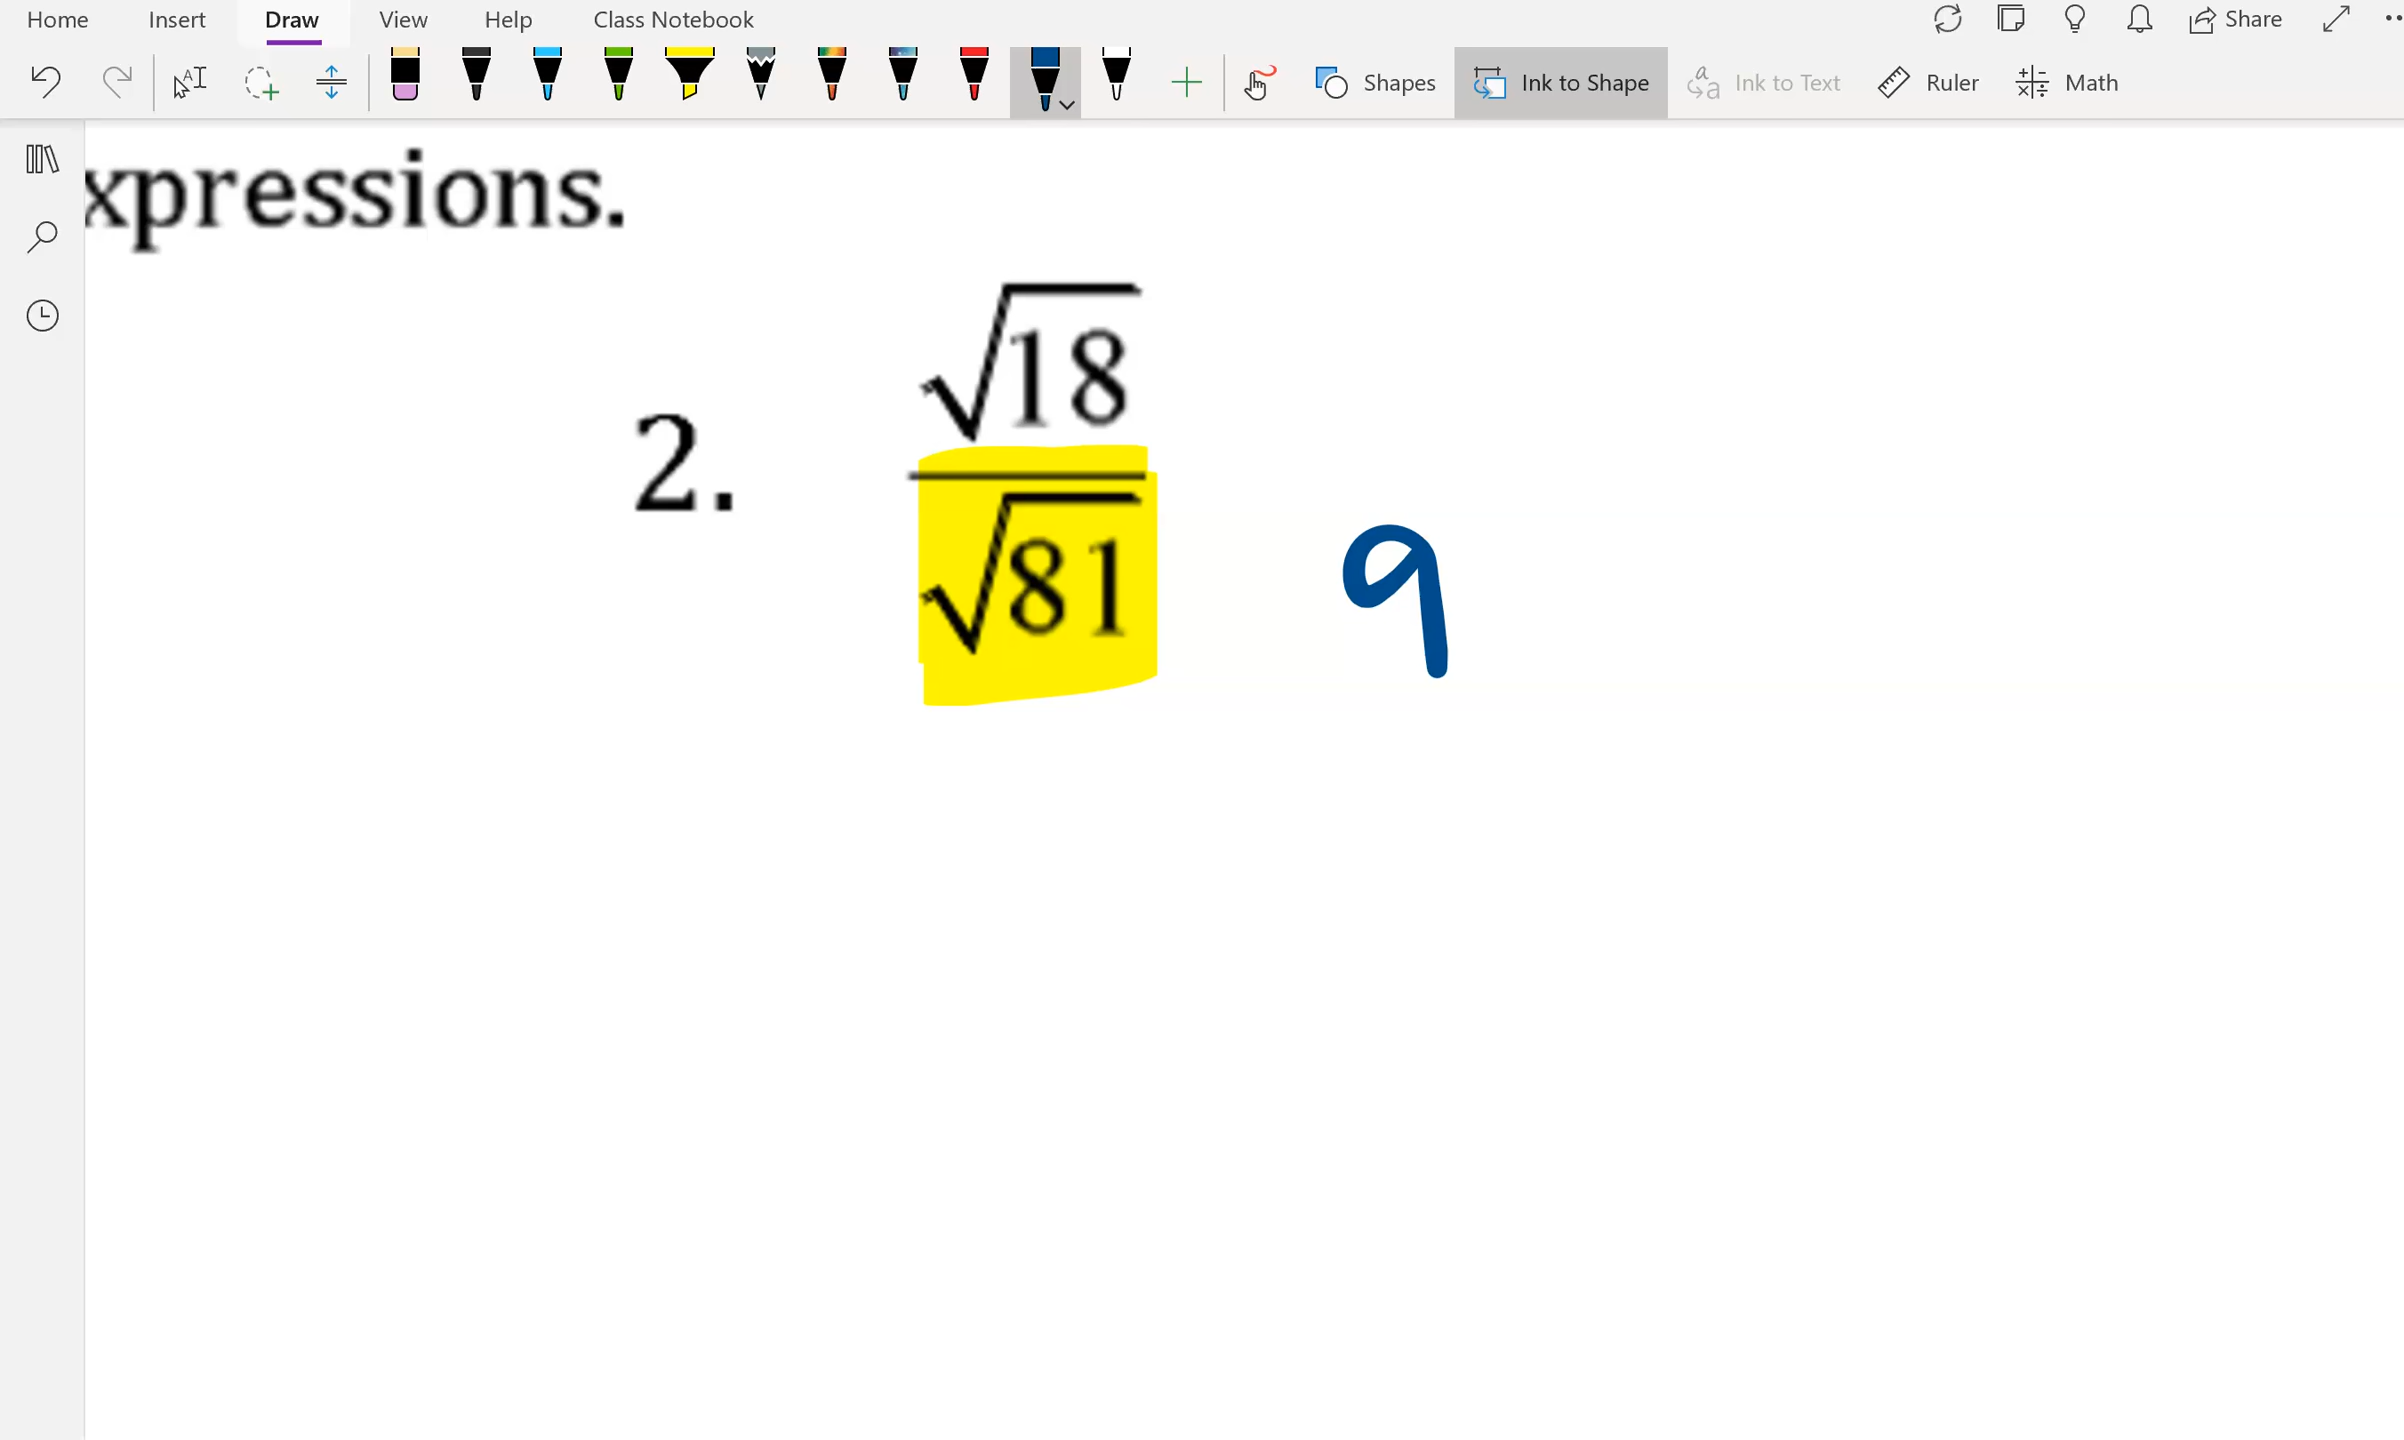 Home Insert Draw View Help Class Notebook Share
AI Shapes Ink to Shape a a Ink to Text Ruler Math
xpressions.
√18
2.
√81 9